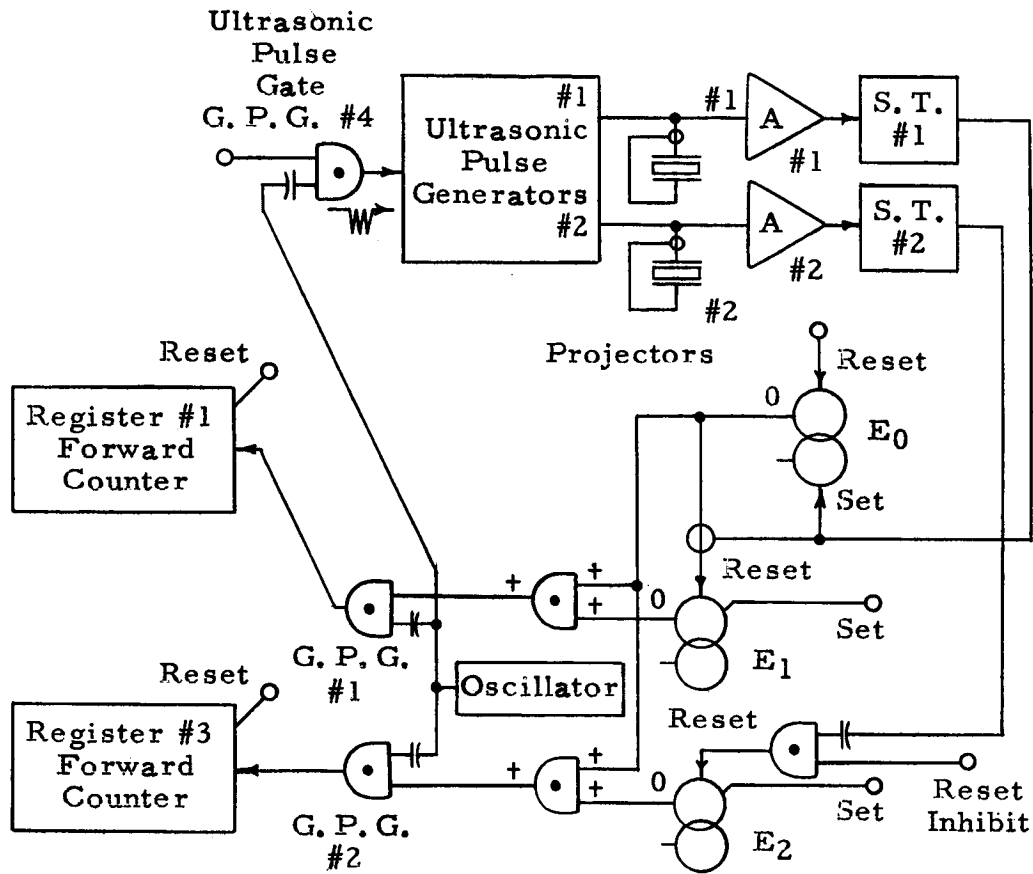 Ultrasonic
Pulse
Gate
G. P. G. #4
#1
Ultrasonic
Pulse
Generators
#2
#1
A
#1
S. T.
#1
A
#2
S. T.
#2
#2
Projectors
Reset
0
E0
Set
Reset
Register #1
Forward
Counter
Reset
+
+
+
0
Set
E1
G. P. G.
#1
Oscillator
Reset
Register #3
Forward
Counter
Reset
+
+
+
0
Set
Reset
Inhibit
E2
G. P. G.
#2